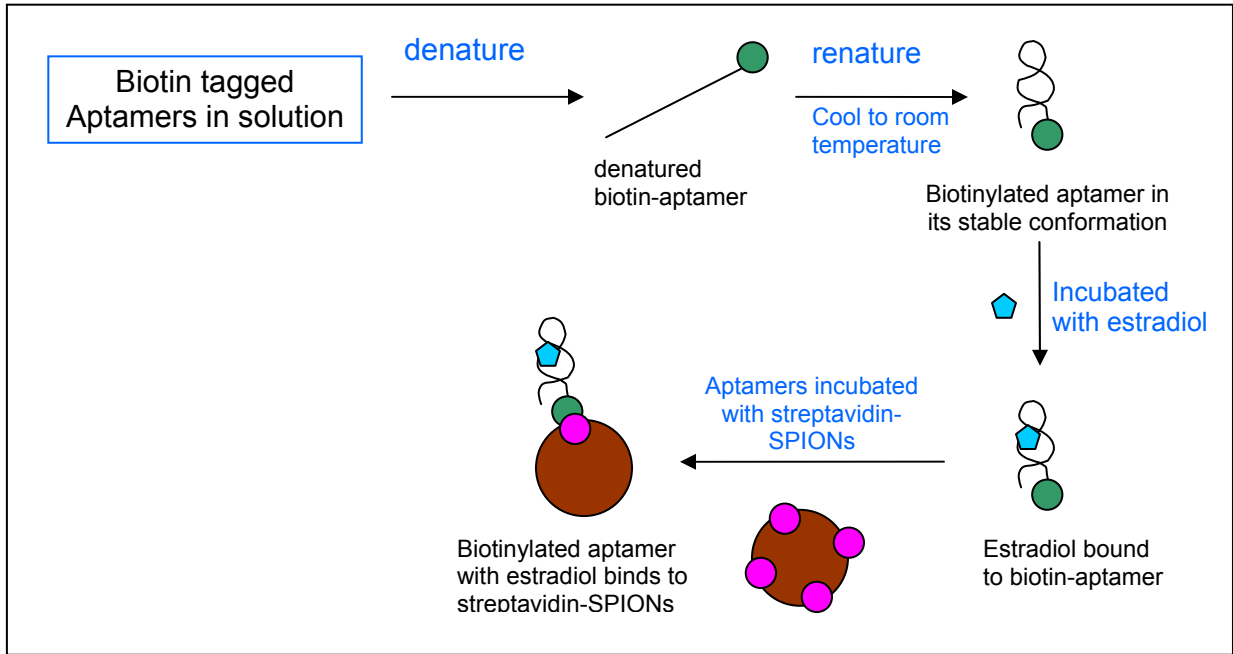 Biotin tagged
Aptamers in solution
denature
denatured
biotin-aptamer
renature
Cool to room
temperature
Biotinylated aptamer in
its stable conformation
Incubated
with estradiol
Estradiol bound
to biotin-aptamer
Aptamers incubated
with streptavidin-
SPIONs
Biotinylated aptamer
with estradiol binds to
streptavidin-SPIONs